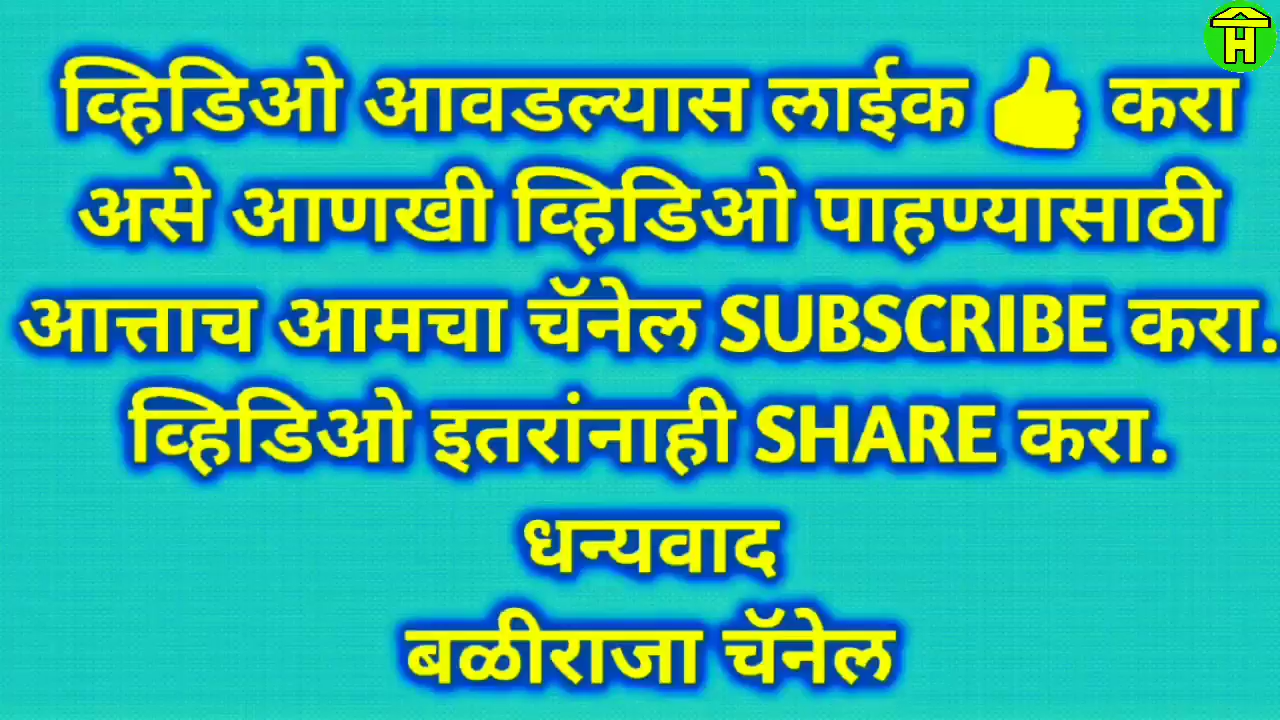 H
व्हिडिओ आवडल्यास लाईक 👍 करा
असे आणखी व्हिडिओ पाहण्यासाठी
आत्ताच आमचा चॅनेल SUBSCRIBE करा.
व्हिडिओ इतरांनाही SHARE करा.
धन्यवाद
बळीराजा चॅनेल